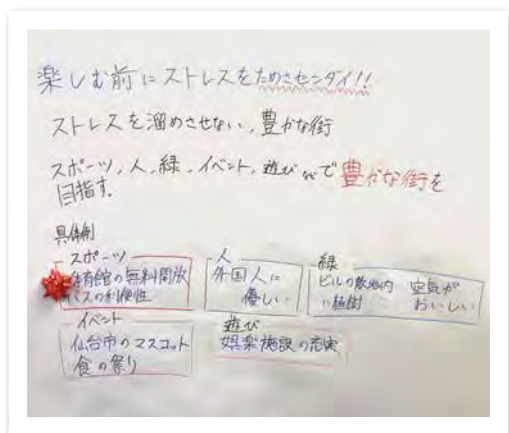 楽しむ前にストレスをためさセンダイ!!
ストレスを溜めさせない、豊かな街
スポーツ、人、緑、イベント、遊びなどで豊かな街を
目指す.
具体例
スポーツ
体育館の無料開放
バスの利便性
人
外国人に
優しい
緑
ビルの敷地内
に植樹
空気が
おいしい
イベント
仙台市のマスコット
食の祭り
遊び
娯楽施設の充実